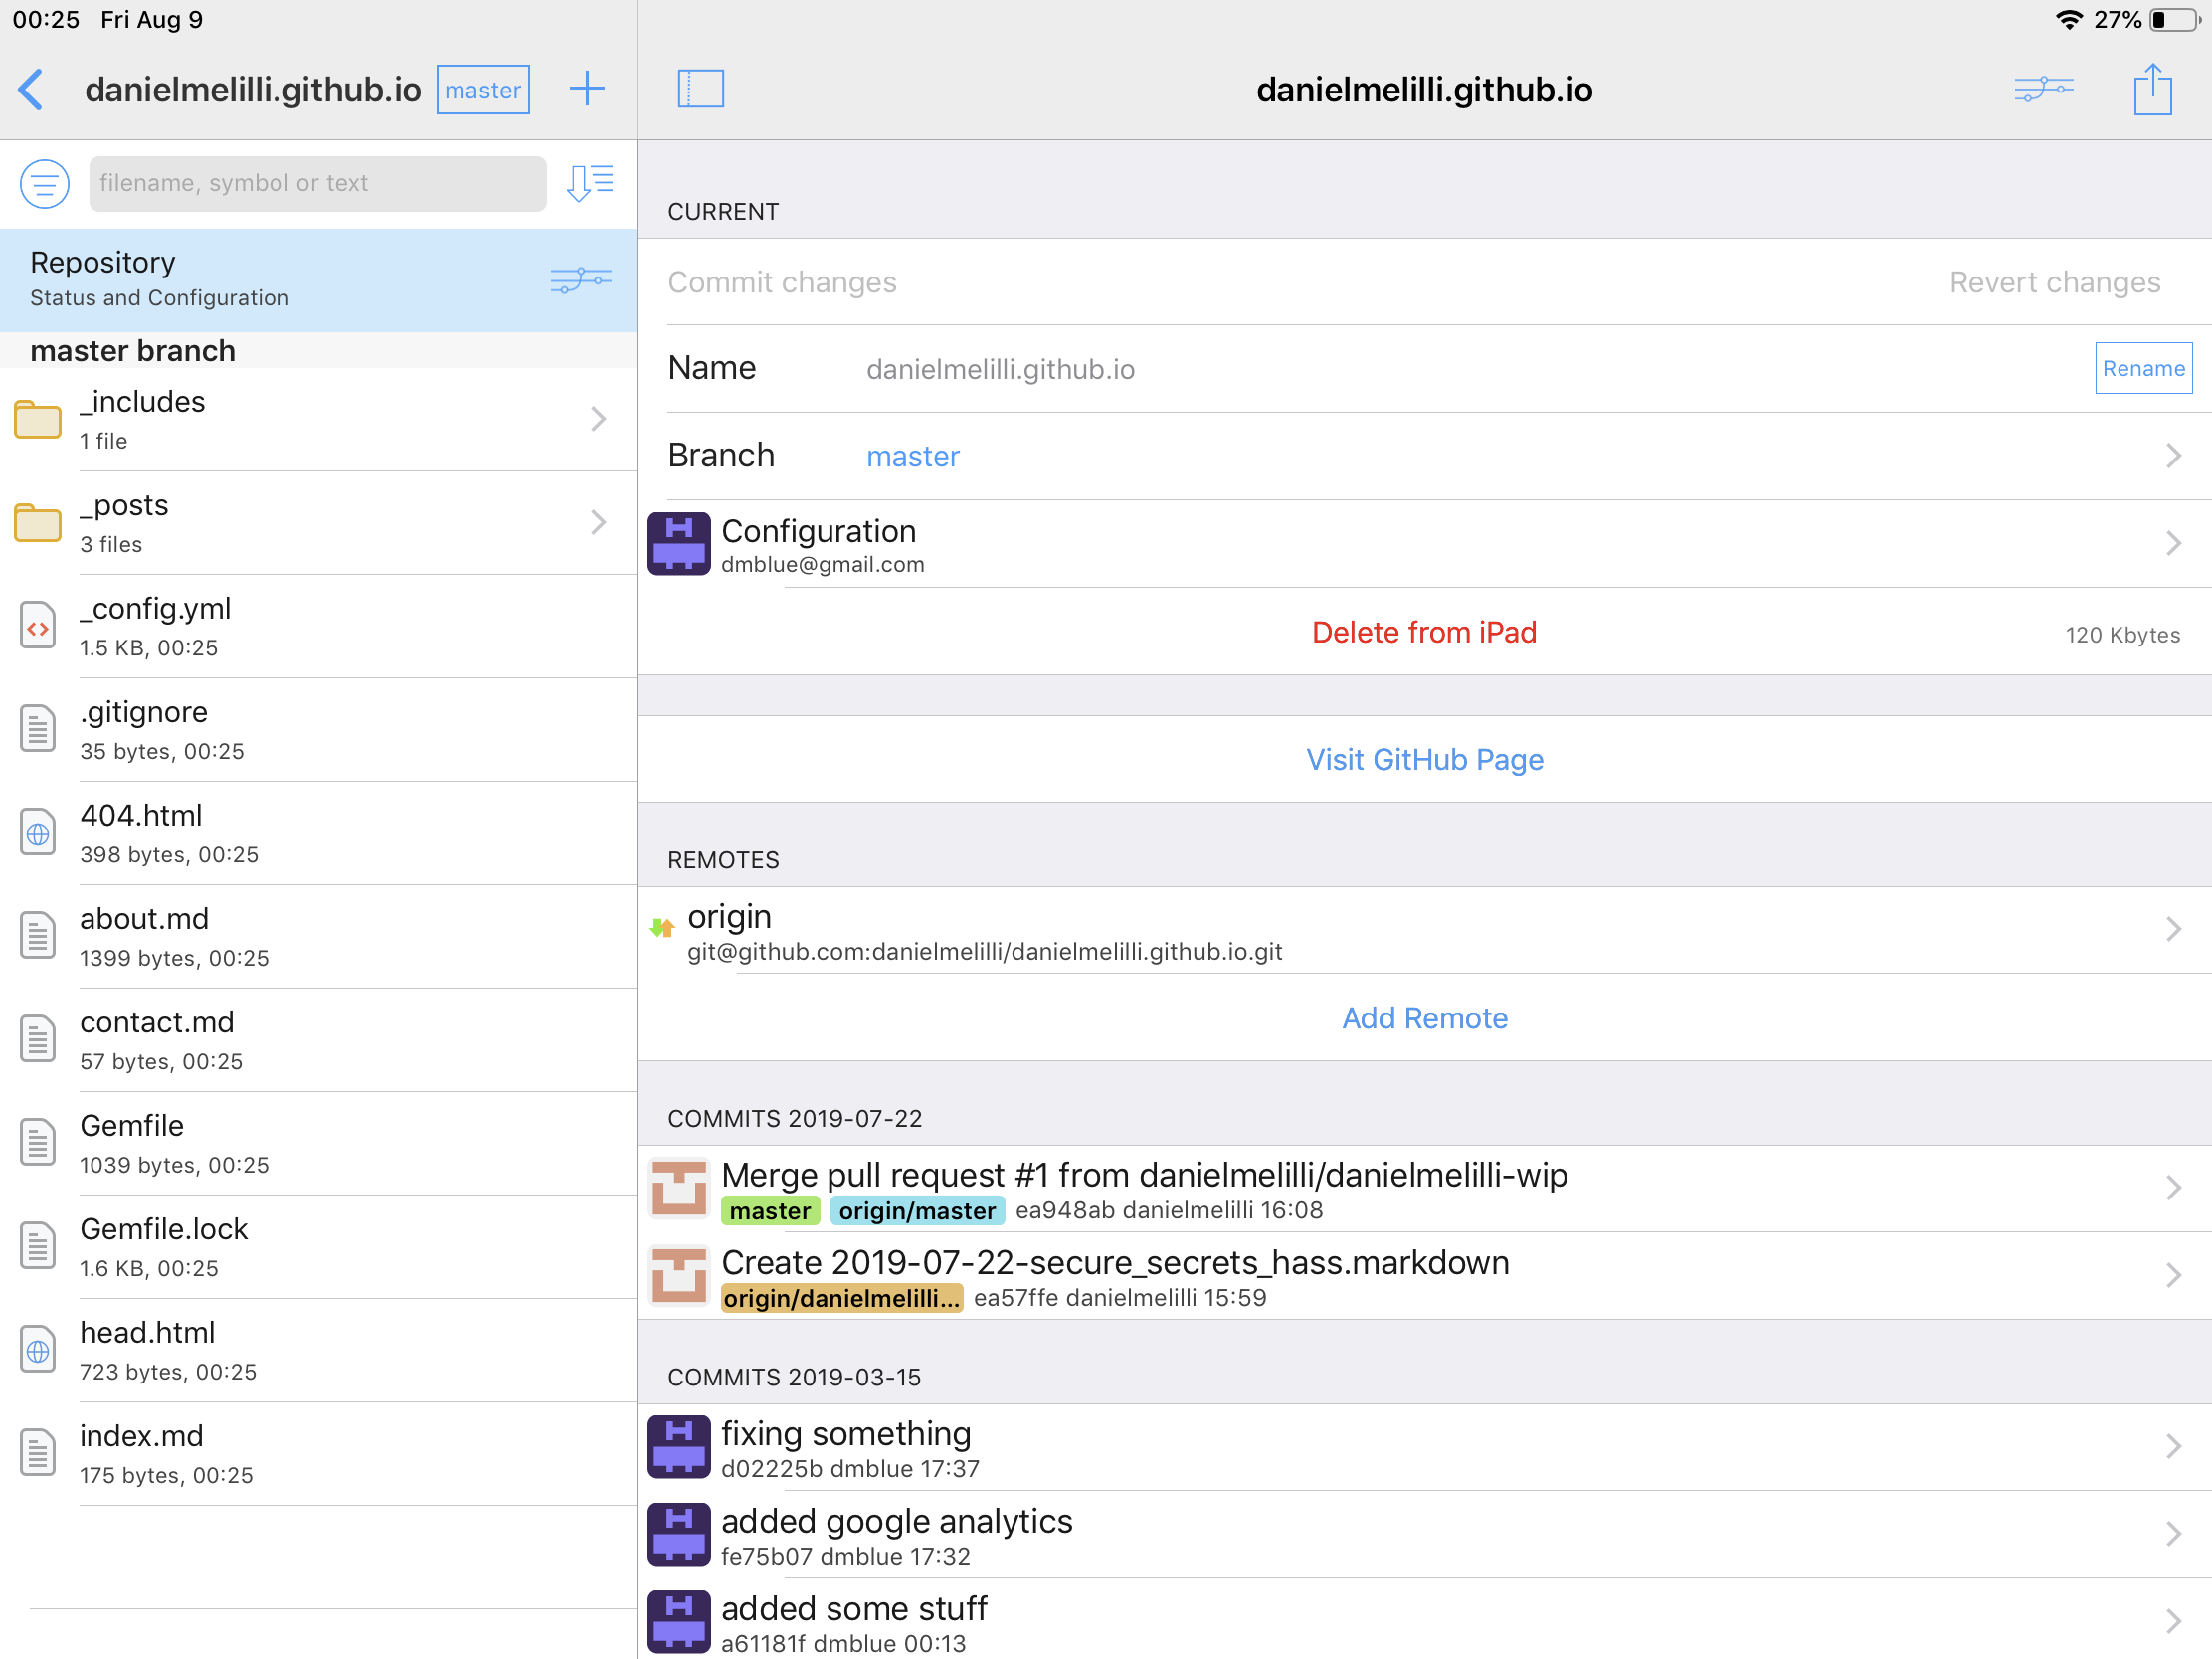 00:25 Fri Aug 9
27%
danielmelilli.github.io master
filename, symbol or text
Repository
Status and Configuration
master branch
_includes
1 file
_posts
3 files
_config.yml
1.5 KB, 00:25
.gitignore
35 bytes, 00:25
404.html
398 bytes, 00:25
about.md
1399 bytes, 00:25
contact.md
57 bytes, 00:25
Gemfile
1039 bytes, 00:25
Gemfile.lock
1.6 KB, 00:25
head.html
723 bytes, 00:25
index.md
175 bytes, 00:25
danielmelilli.github.io
CURRENT
Commit changes Revert changes
Name danielmelilli.github.io Rename
Branch master
Configuration
dmblue@gmail.com
Delete from iPad 120 Kbytes
Visit GitHub Page
REMOTES
origin
git@github.com:danielmelilli/danielmelilli.github.io.git
Add Remote
COMMITS 2019-07-22
Merge pull request #1 from danielmelilli/danielmelilli-wip
master origin/master ea948ab danielmelilli 16:08
Create 2019-07-22-secure_secrets_hass.markdown
origin/danielmelilli... ea57ffe danielmelilli 15:59
COMMITS 2019-03-15
fixing something
d02225b dmblue 17:37
added google analytics
fe75b07 dmblue 17:32
added some stuff
a61181f dmblue 00:13